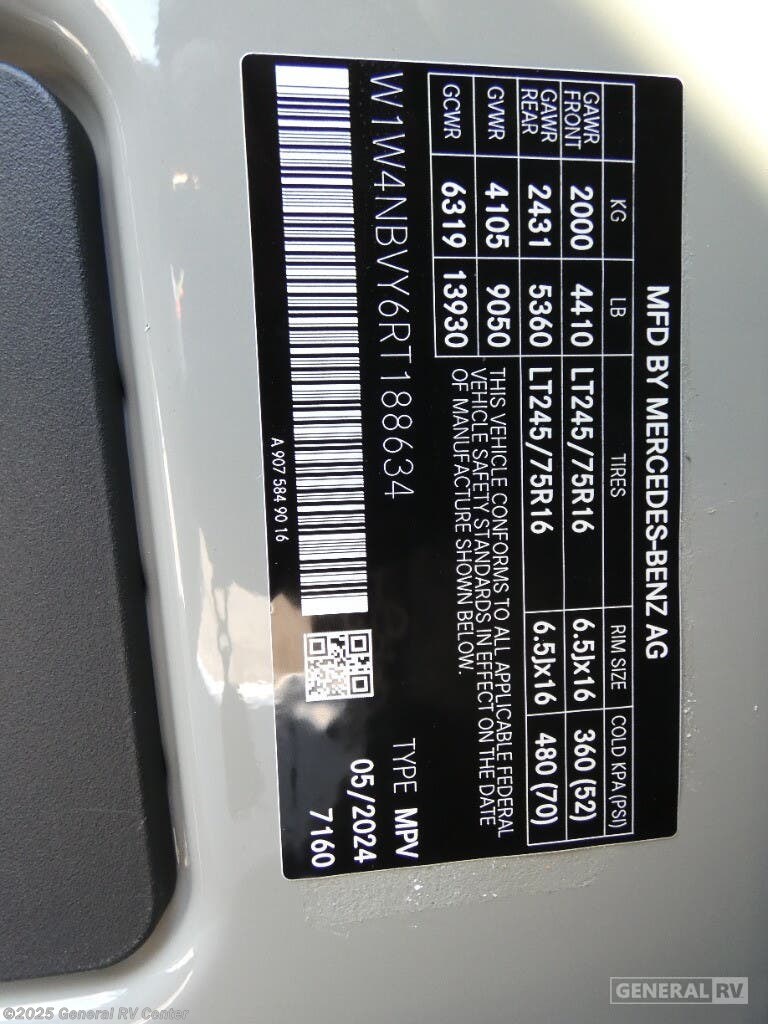 MFD BY MERCEDES-BENZ AG
KG LB TIRES RIM SIZE COLD KPA(PSI)
GAWR FRONT 2000 4410 LT245/75R16 6.5Jx16 360 (52)
GAWR REAR 2431 5360 LT245/75R16 6.5Jx16 480 (70)
GVWR 4105 9050
GCWR 6319 13930
THIS VEHICLE CONFORMS TO ALL APPLICABLE FEDERAL
VEHICLE SAFETY STANDARDS IN EFFECT ON THE DATE
OF MANUFACTURE SHOWN BELOW.
W1W4NBVY6RT188634
TYPE MPV
05/2024
7160
A 907 584 90 16
GENERAL RV
©2025 General RV Center